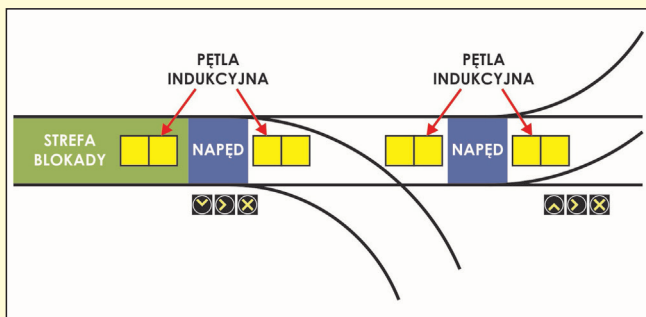 PĘTLA
INDUKCYJNA
PĘTLA
INDUKCYJNA
STREFA
BLOKADY
NAPĘD
NAPĘD